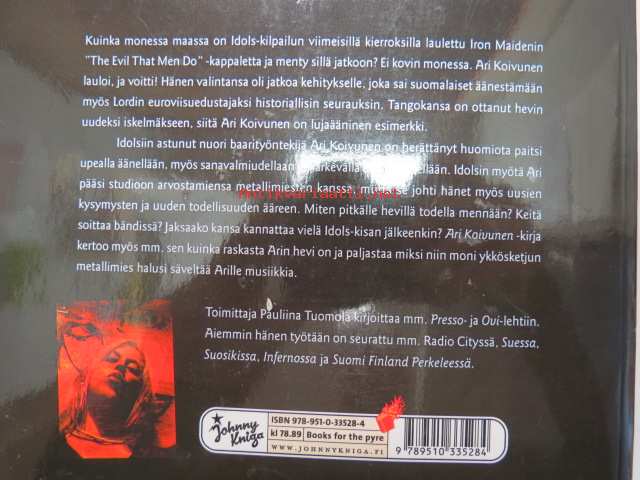 Kuinka monessa maassa on Idols-kilpailun viimeisillä kierroksilla laulettu Iron Maidenin
"The Evil That Men Do" -kappaletta ja menty sillä jatkoon? Ei kovin monessa. Ari Koivunen
lauloi, ja voitti! Hänen valintansa oli jatkoa kehitykselle, joka sai suomalaiset äänestämään
myös Lordin euroviisuedustajaksi historiallisin seurauksin. Tangokansa on ottanut hevin
uudeksi iskelmäkseen, siitä Ari Koivunen on lujaääninen esimerkki.
Idolsiin astunut nuori baarityöntekijä Ari Koivunen on herättänyt huomiota paitsi
upealla äänellään, myös sanavalmiudellaan
Idolsin myötä Ari
pääsi studioon arvostamiensa metallimiesten kanssa, johti hänet myös uusien
kysymysten ja uuden todellisuuden ääreen. Miten pitkälle hevillä todella mennään? Keitä
soittaa bändissä? Jaksaako kansa kannattaa vielä Idols-kisan jälkeenkin? Ari Koivunen -kirja
kertoo myös mm. sen kuinka raskasta Arin hevi on ja paljastaa miksi niin moni ykkösketjun
metallimies halusi säveltää Arille musiikkia.
Toimittaja Pauliina Tuomola kirjoittaa mm. Presso- ja Ovi-lehtiin.
Aiemmin hänen työtään on seurattu mm. Radio Cityssä, Suessa,
Suosikissa, Infernossa ja Suomi Finland Perkeleessä.
Johnny
Kniga
ISBN 978-951-0-33528-4
kl 78.89 Books for the pyre
WWW.JOHNNYKNIGA.FI
9 789510 335284